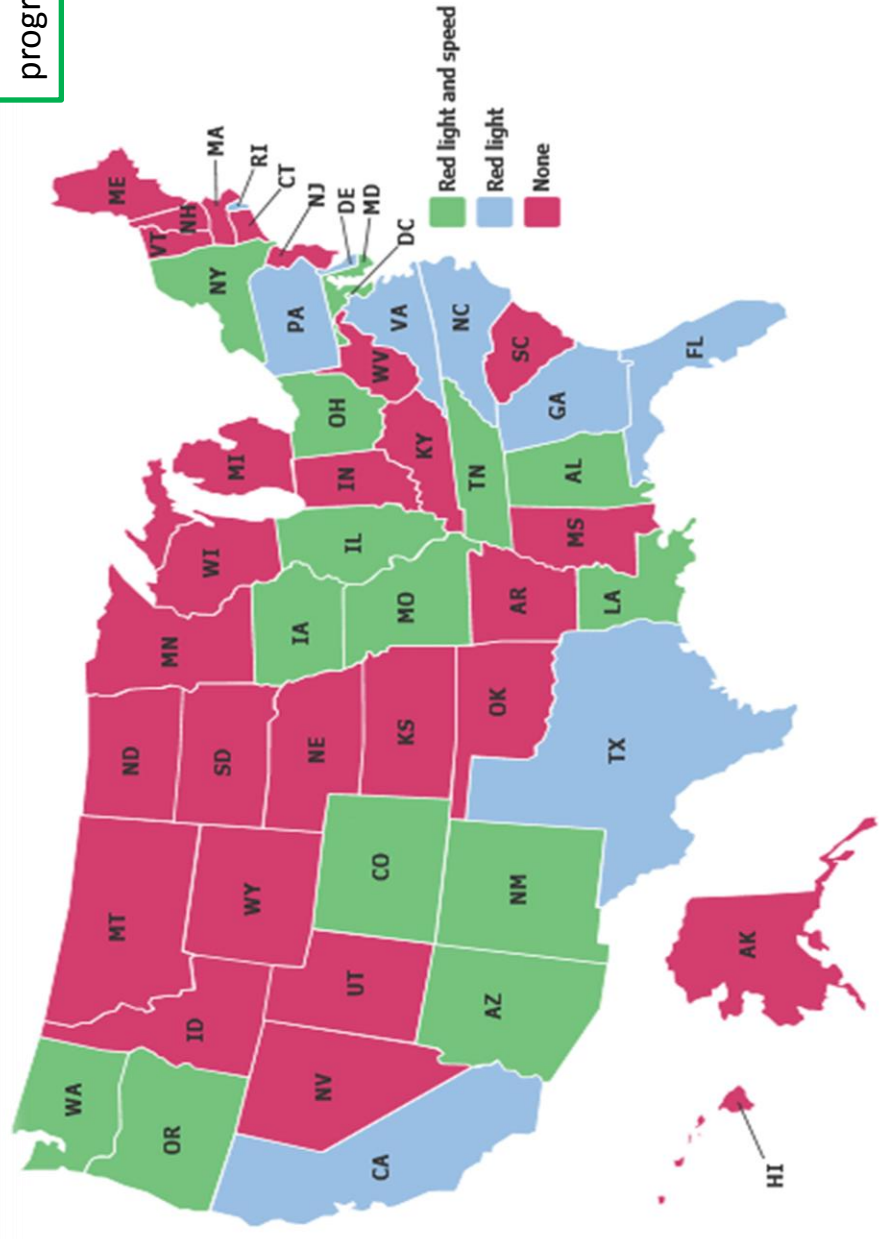 progr
WA
OR
CA
ID
NV
MT
WY
UT
AZ
CO
NM
ND
SD
NE
KS
OK
TX
MN
IA
MO
AR
LA
WI
IL
MS
MI
IN
KY
TN
AL
OH
WV
GA
FL
SC
NC
VA
PA
NY
VT
NH
ME
MA
RI
CT
NJ
DE
MD
DC
AK
HI
Red light and speed
Red light
None